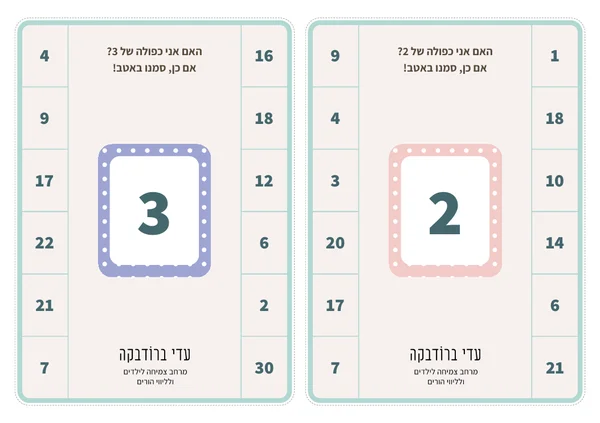 האם אני כפולה של 3?
אם כן, סמנו באטב!
4
9
17
22
21
7
16
18
12
6
2
30
3
עדי ברודבקה
מרחב צמיחה לילדים
ולליווי הורים
האם אני כפולה של 2?
אם כן, סמנו באטב!
9
4
3
20
17
7
1
18
10
14
6
21
2
עדי ברודבקה
מרחב צמיחה לילדים
ולליווי הורים